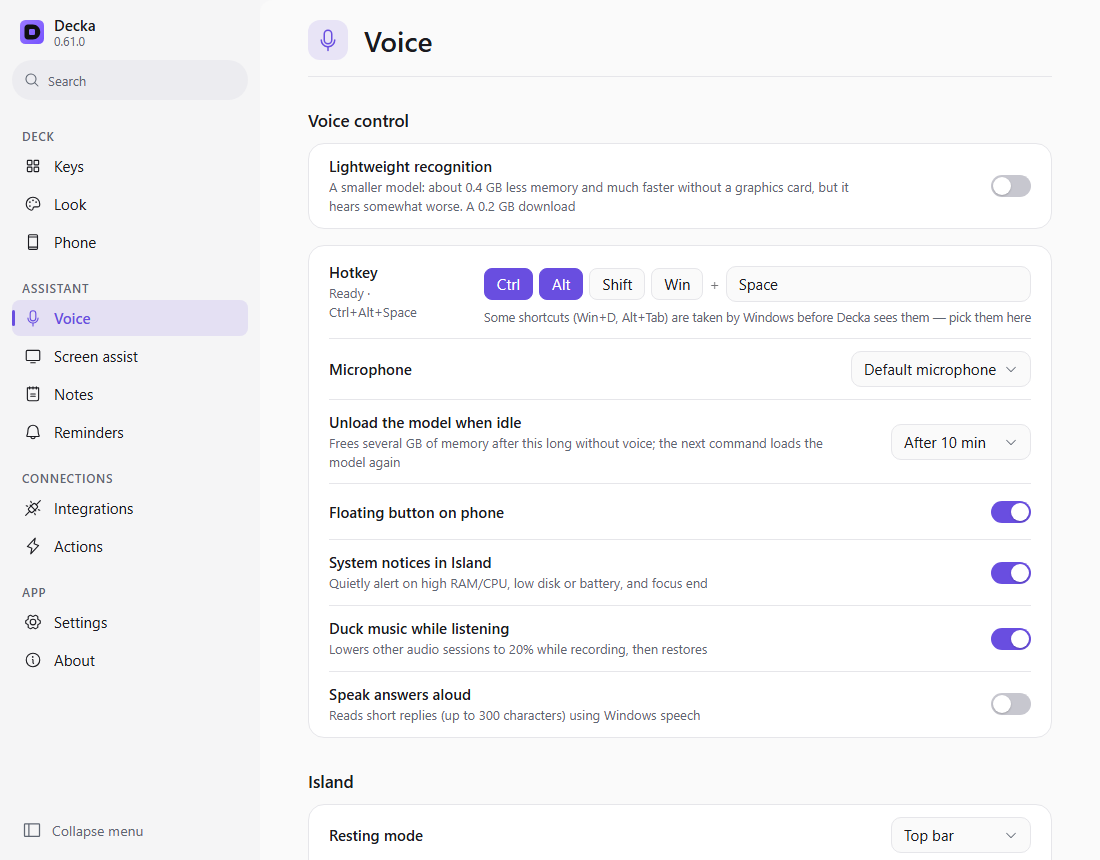 Decka
0.61.0
Search
DECK
Keys
Look
Phone
ASSISTANT
Voice
Screen assist
Notes
Reminders
CONNECTIONS
Integrations
Actions
APP
Settings
About
Collapse menu
Voice
Voice control
Lightweight recognition
A smaller model: about 0.4 GB less memory and much faster without a graphics card, but it
hears somewhat worse. A 0.2 GB download
Hotkey
Ready ·
Ctrl+Alt+Space
Ctrl Alt Shift Win + Space
Some shortcuts (Win+D, Alt+Tab) are taken by Windows before Decka sees them — pick them here
Microphone
Default microphone
Unload the model when idle
Frees several GB of memory after this long without voice; the next command loads the
model again
After 10 min
Floating button on phone
System notices in Island
Quietly alert on high RAM/CPU, low disk or battery, and focus end
Duck music while listening
Lowers other audio sessions to 20% while recording, then restores
Speak answers aloud
Reads short replies (up to 300 characters) using Windows speech
Island
Resting mode
Top bar